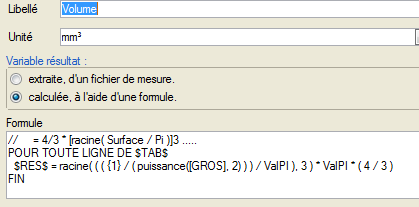 Libellé Volume
Unité mm³
Variable résultat :
extraite, d'un fichier de mesure.
calculée, à l'aide d'une formule.
Formule
//     = 4/3 * [racina( Surface / Pi )]3 .....
POUR TOUTE LIGNE DE $TAB$
  $RES$ = racine( ( ( {1} / ( puissance([GROS], 2) ) ) / ValPI ), 3 ) * ValPI * ( 4 / 3 )
FIN